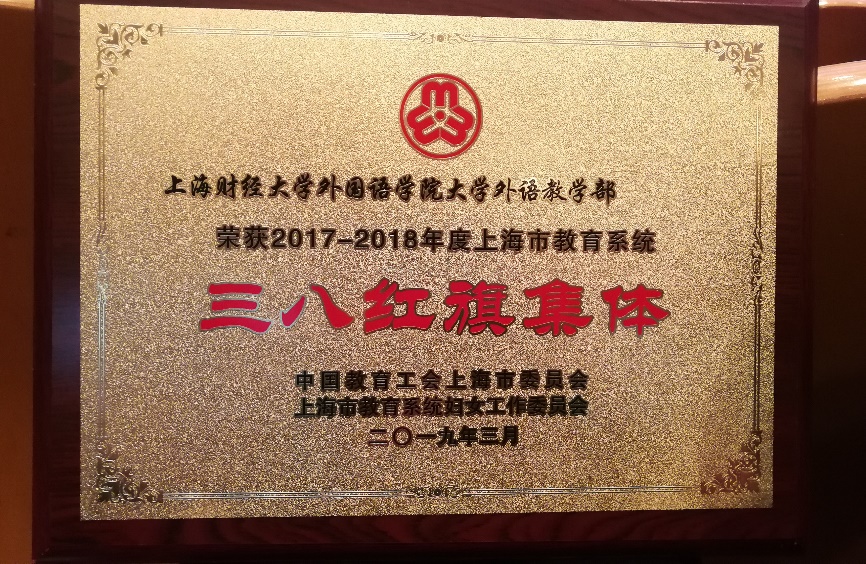 上海财经大学外国语学院大学外语教学部
荣获2017-2018年度上海市教育系统
三八红旗集体
中国教育工会上海市委员会
上海市教育系统妇女工作委员会
二〇一九年三月